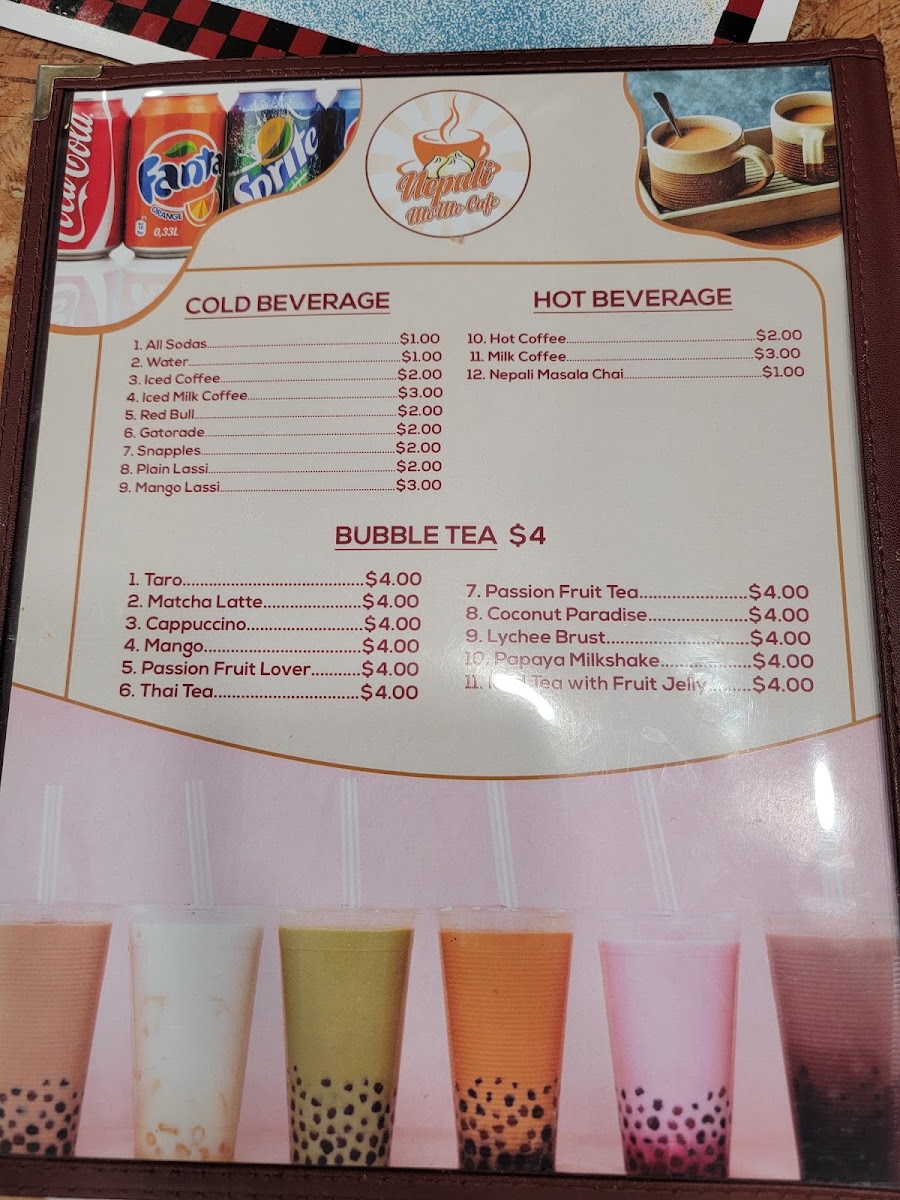 Coca-Cola
Fanta
ORANGE
0,33L
Sprite
Nepali
Mo Mo Cafe
COLD BEVERAGE
1. All Sodas $1.00
2. Water $1.00
3. Iced Coffee $2.00
4. Iced Milk Coffee $3.00
5. Red Bull $2.00
6. Gatorade $2.00
7. Snapples $2.00
8. Plain Lassi $2.00
9. Mango Lassi $3.00
HOT BEVERAGE
10. Hot Coffee $2.00
11. Milk Coffee $3.00
12. Nepali Masala Chai $1.00
BUBBLE TEA $4
1. Taro $4.00
2. Matcha Latte $4.00
3. Cappuccino $4.00
4. Mango $4.00
5. Passion Fruit Lover $4.00
6. Thai Tea $4.00
7. Passion Fruit Tea $4.00
8. Coconut Paradise $4.00
9. Lychee Brust $4.00
10. Papaya Milkshake $4.00
11. Tea with Fruit Jelly $4.00